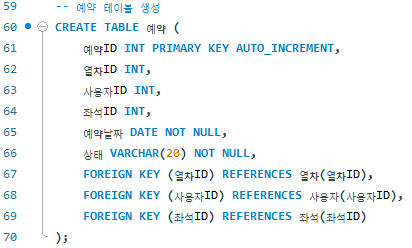 59 -- 예약 테이블 생성
60 CREATE TABLE 예약 (
61 예약ID INT PRIMARY KEY AUTO_INCREMENT,
62 열차ID INT,
63 사용자ID INT,
64 좌석ID INT,
65 예약날짜 DATE NOT NULL,
66 상태 VARCHAR(20) NOT NULL,
67 FOREIGN KEY (열차ID) REFERENCES 열차(열차ID),
68 FOREIGN KEY (사용자ID) REFERENCES 사용자(사용자ID),
69 FOREIGN KEY (좌석ID) REFERENCES 좌석(좌석ID)
70 );